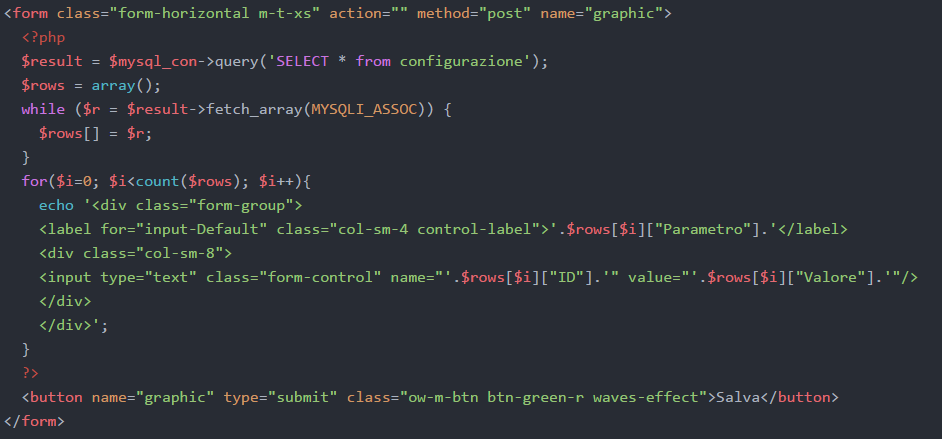 <form class="form-horizontal m-t-xs" action="" method="post" name="graphic">
  <?php
  $result = $mysql_con->query('SELECT * from configurazione');
  $rows = array();
  while ($r = $result->fetch_array(MYSQLI_ASSOC)) {
    $rows[] = $r;
  }
  for($i=0; $i<count($rows); $i++){
    echo '<div class="form-group">
    <label for="input-Default" class="col-sm-4 control-label">'.$rows[$i]["Parametro"].'</label>
    <div class="col-sm-8">
    <input type="text" class="form-control" name="'.$rows[$i]["ID"].'" value="'.$rows[$i]["Valore"].'"/>
    </div>
    </div>';
  }
  ?>
  <button name="graphic" type="submit" class="ow-m-btn btn-green-r waves-effect">Salva</button>
</form>